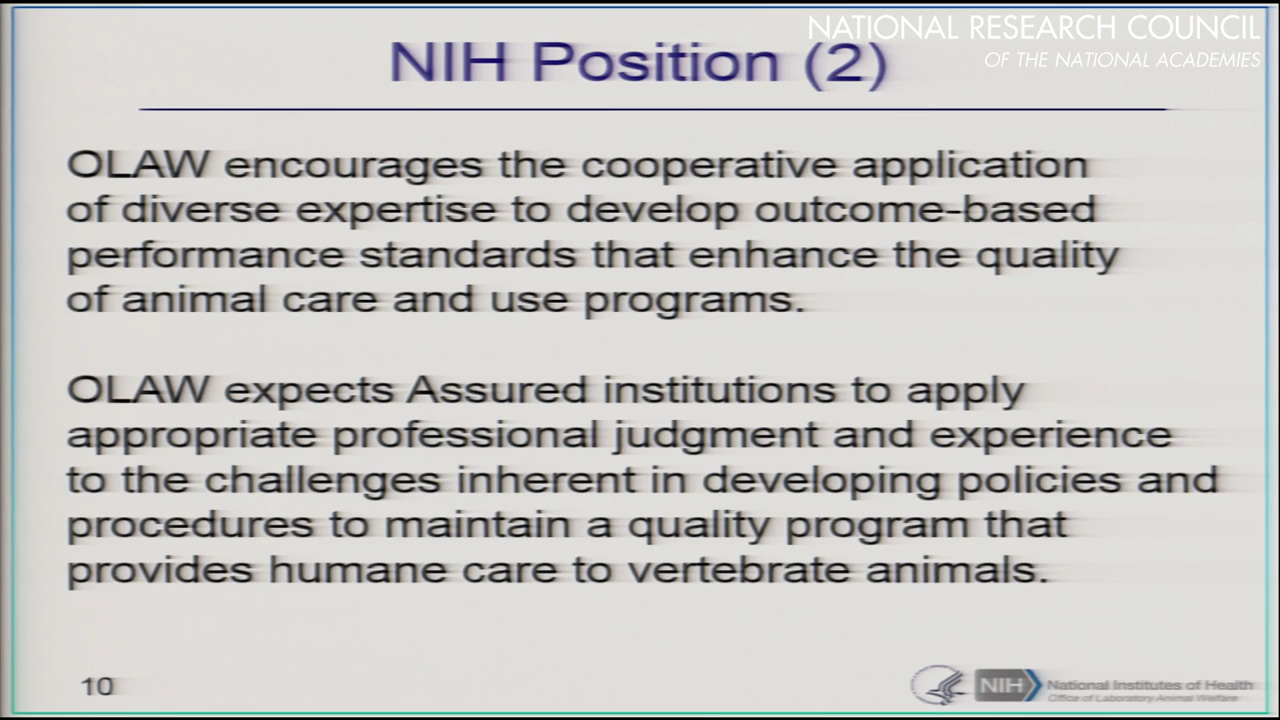 NATIONAL RESEARCH COUNCIL
OF THE NATIONAL ACADEMIES
NIH Position (2)
OLAW encourages the cooperative application
of diverse expertise to develop outcome-based
performance standards that enhance the quality
of animal care and use programs.
OLAW expects Assured institutions to apply
appropriate professional judgment and experience
to the challenges inherent in developing policies and
procedures to maintain a quality program that
provides humane care to vertebrate animals.
10
NIH
National Institutes of Health
Office of Laboratory Animal Welfare